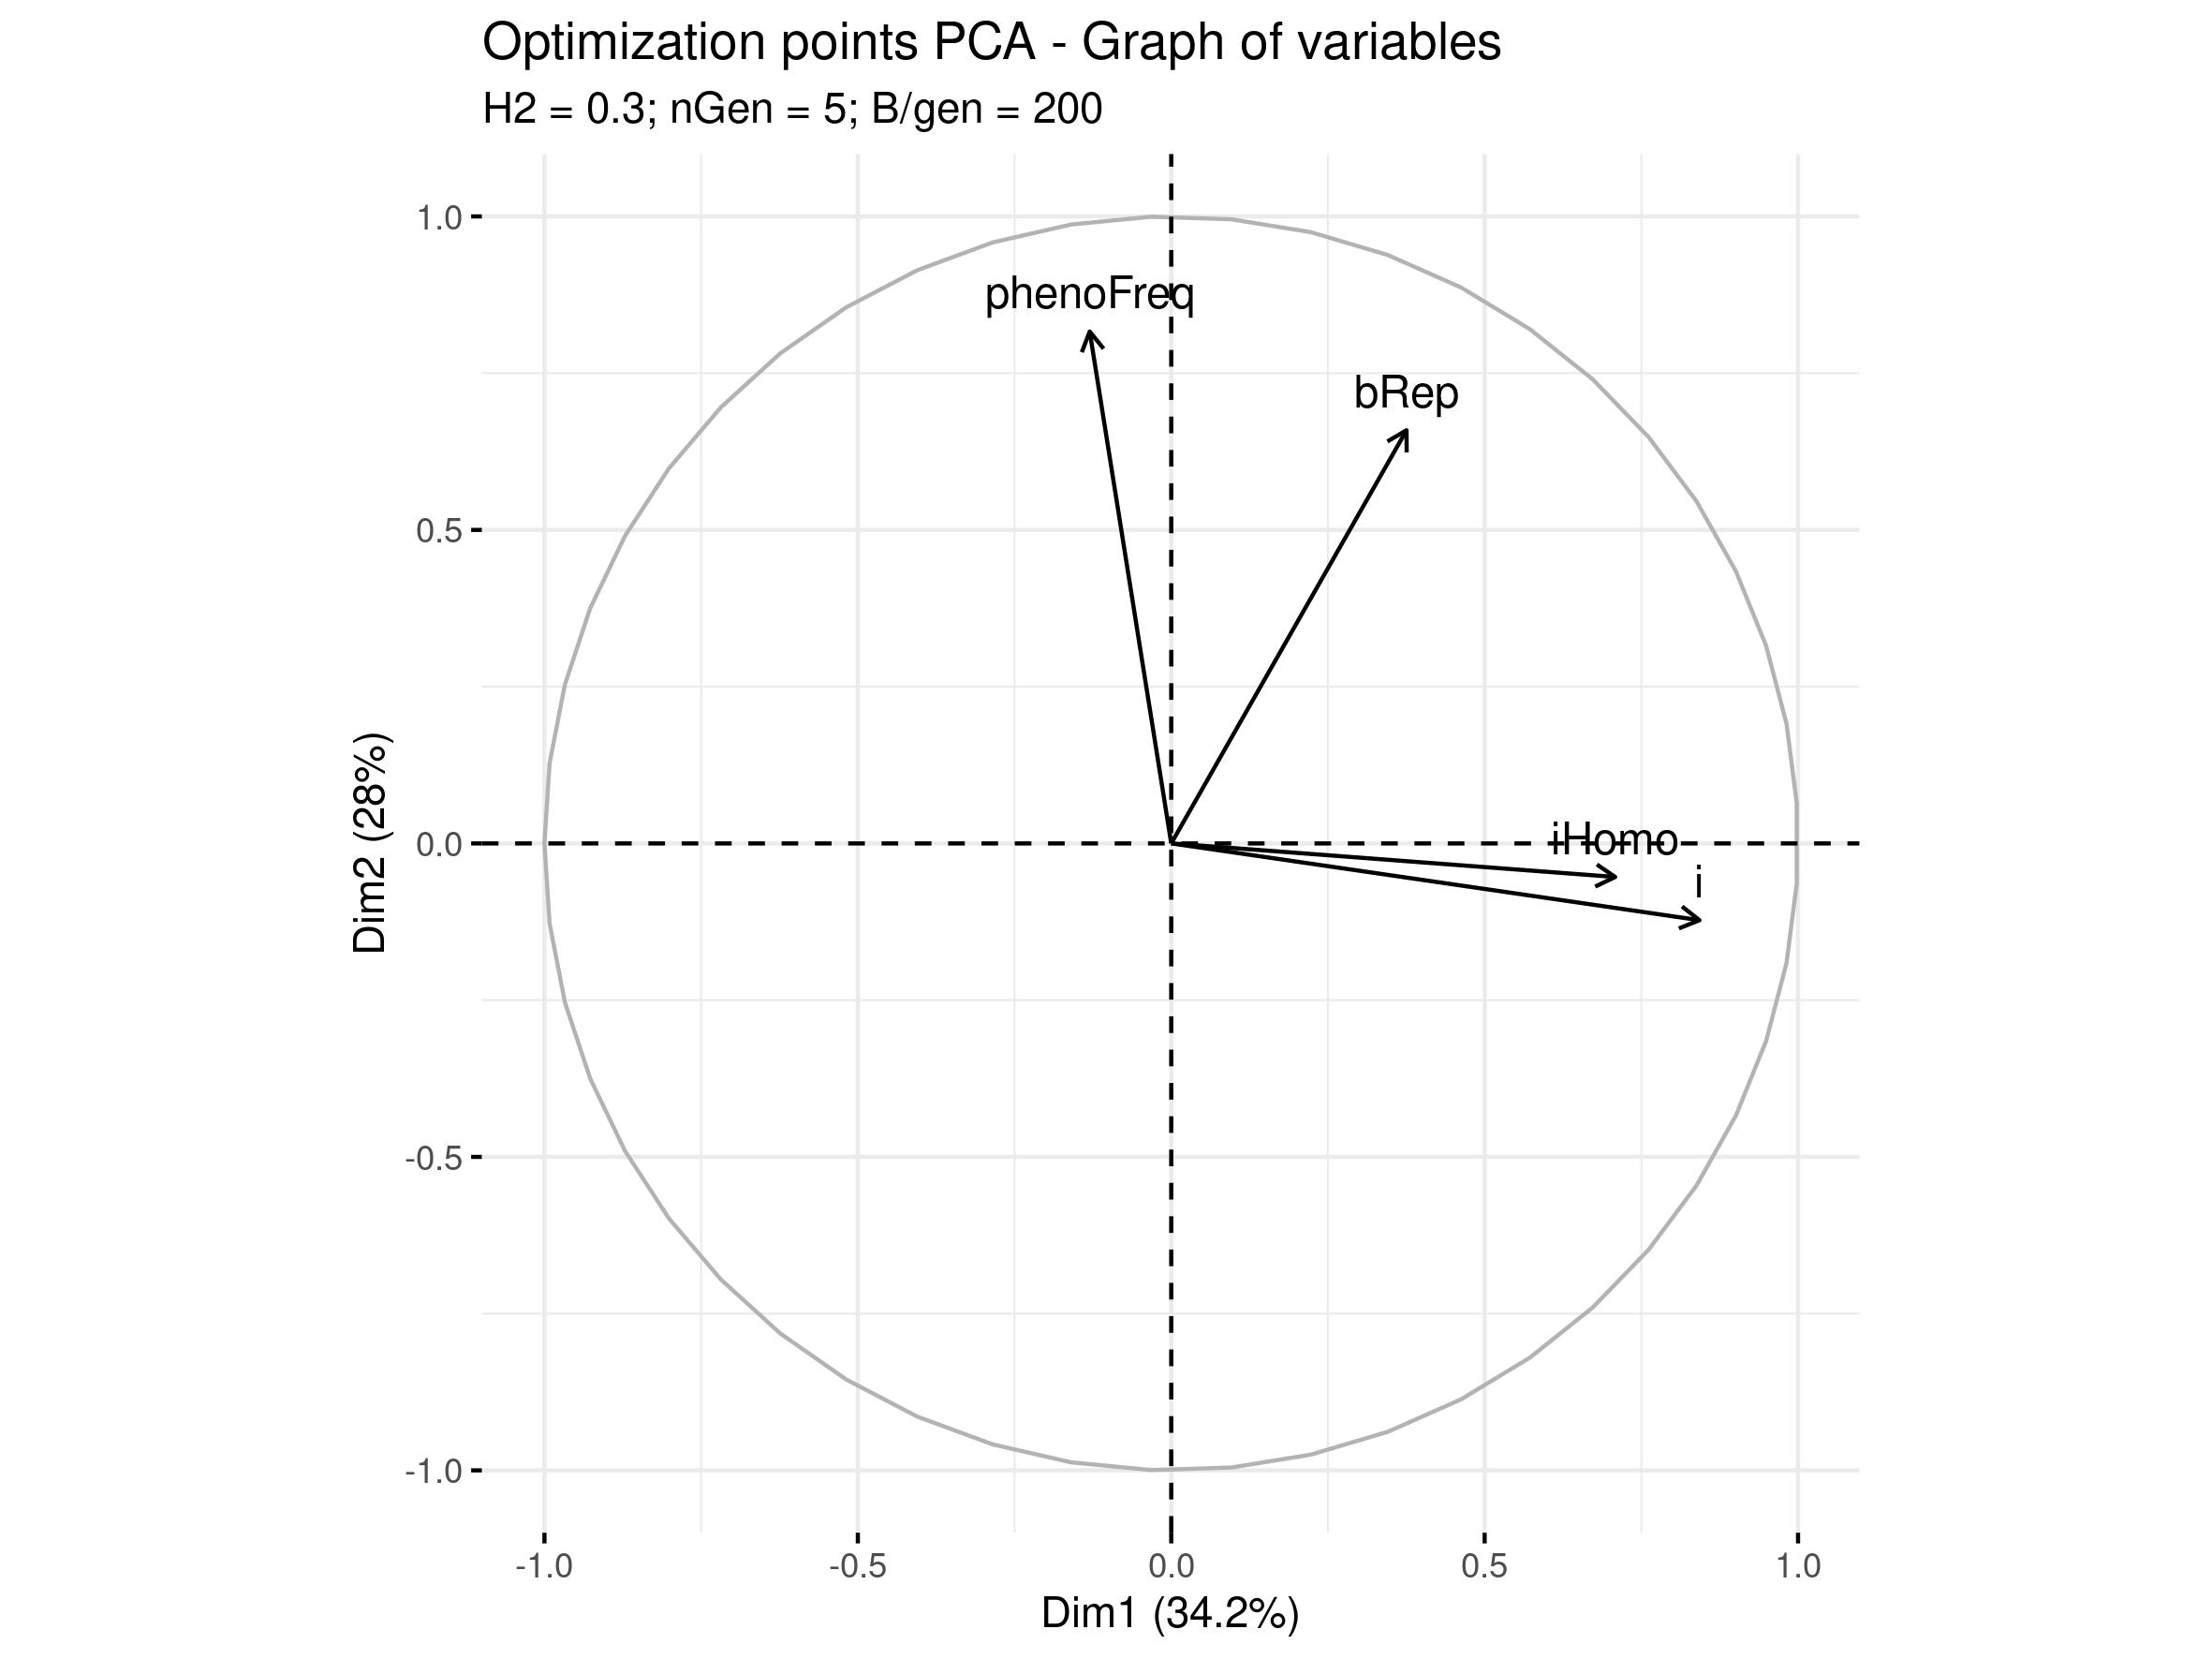 Optimization points PCA - Graph of variables
H2 = 0.3; nGen = 5; B/gen = 200
1.0
phenoFreq
bRep
0.5
Dim2 (28%)
0.0
iHomo
i
-0.5
-1.0
-1.0
-0.5
0.0
0.5
1.0
Dim1 (34.2%)